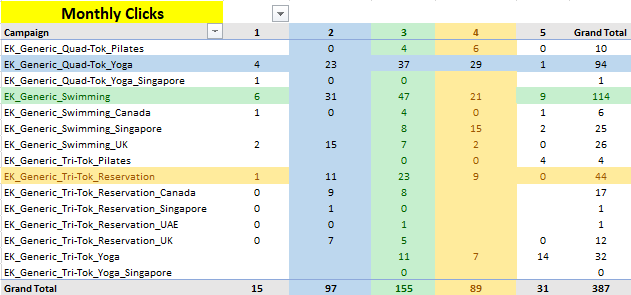 Monthly Clicks
Campaign 1 2 3 4 5 Grand Total
EK_Generic_Quad-Tok_Pilates 0 4 6 0 10
EK_Generic_Quad-Tok_Yoga 4 23 37 29 1 94
EK_Generic_Quad-Tok_Yoga_Singapore 1 0 0 1
EK_Generic_Swimming 6 31 47 21 9 114
EK_Generic_Swimming_Canada 1 0 4 0 1 6
EK_Generic_Swimming_Singapore 8 15 2 25
EK_Generic_Swimming_UK 2 15 7 2 0 26
EK_Generic_Tri-Tok_Pilates 0 0 4 4
EK_Generic_Tri-Tok_Reservation 1 11 23 9 0 44
EK_Generic_Tri-Tok_Reservation_Canada 0 9 8 17
EK_Generic_Tri-Tok_Reservation_Singapore 0 1 0 1
EK_Generic_Tri-Tok_Reservation_UAE 0 0 1 1
EK_Generic_Tri-Tok_Reservation_UK 0 7 5 0 12
EK_Generic_Tri-Tok_Yoga 11 7 14 32
EK_Generic_Tri-Tok_Yoga_Singapore 0 0
Grand Total 15 97 155 89 31 387